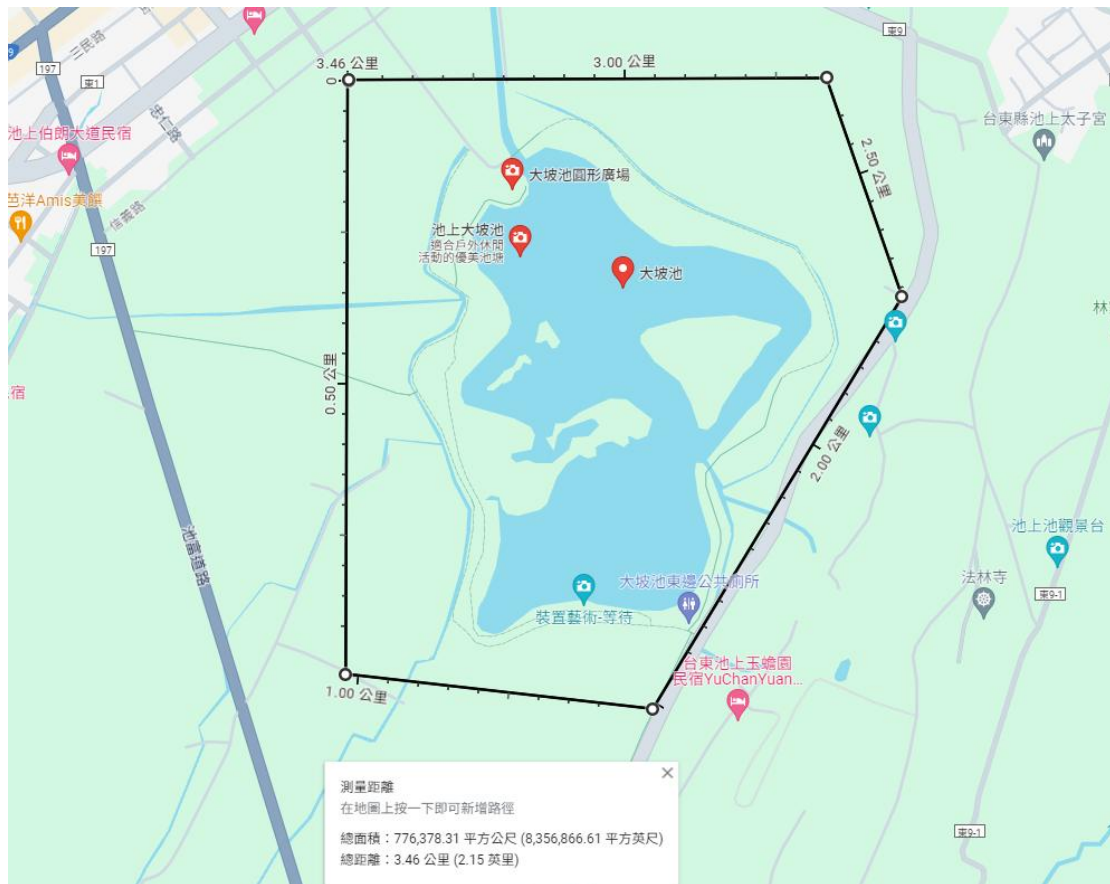 9
三民路
197
東1
忠仁路
池上伯朗大道民宿
芭洋Amis美饌
信義路
197
宿
3.46 公里
0
3.00 公里
東9
台東縣池上太子宮
2.50 公里
大坡池圓形廣場
池上大坡池
適合戶外休閒
活動的優美池塘
大坡池
林
0.50 公里
2.00 公里
池富道路
池上池觀景台
法林寺
東9-1
大坡池東邊公共廁所
裝置藝術-等待
台東池上玉蟾園
民宿YuChanYuan...
1.00 公里
測量距離
在地圖上按一下即可新增路徑
總面積：776,378.31 平方公尺 (8,356,866.61 平方英尺)
總距離：3.46 公里 (2.15 英里)
東9-1